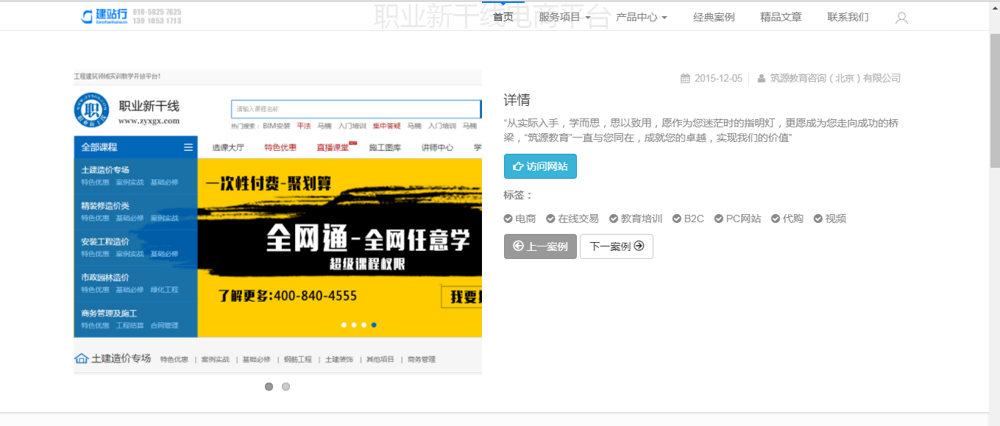 建站行
jianzhanhang.cn
010-5625 7625
139 1053 1713
职业新干线电商平台
首页 服务项目 产品中心 经典案例 精品文章 联系我们
工程建筑领域实训教学开放平台!
职业新干线
www.zyxgx.com
WWW.ZYXGX.COM
职
职业新干线
请输入课程名称
热门搜索: BIM安装 平法 马楠 入门培训 集中答疑 马楠 入门培训 马楠
全部课程
选课大厅 特色优惠 直播课堂 施工图库 讲师中心 学
土建造价专场
特色优惠 案例实战 基础必修
精装修造价类
特色优惠 基础必修 案例实战
安装工程造价
特色优惠 案例实战 基础必修
市政园林造价
特色优惠 基础必修 绿化工程
商务管理及施工
特色优惠 工程结算 合同管理
一次性付费-聚划算
全网通-全网任意学
超级课程权限
了解更多:400-840-4555
我要
土建造价专场 特色优惠 | 案例实战 | 基础必修 | 钢筋工程 | 土建装饰 | 其他项目 | 商务管理
2015-12-05 筑源教育咨询(北京)有限公司
详情
“从实际入手,学而思,思以致用,愿作为您迷茫时的指明灯,更愿成为您走向成功的桥
梁,“筑源教育”一直与您同在,成就您的卓越,实现我们的价值”
访问网站
标签:
电商 在线交易 教育培训 B2C PC网站 代购 视频
上一案例 下一案例